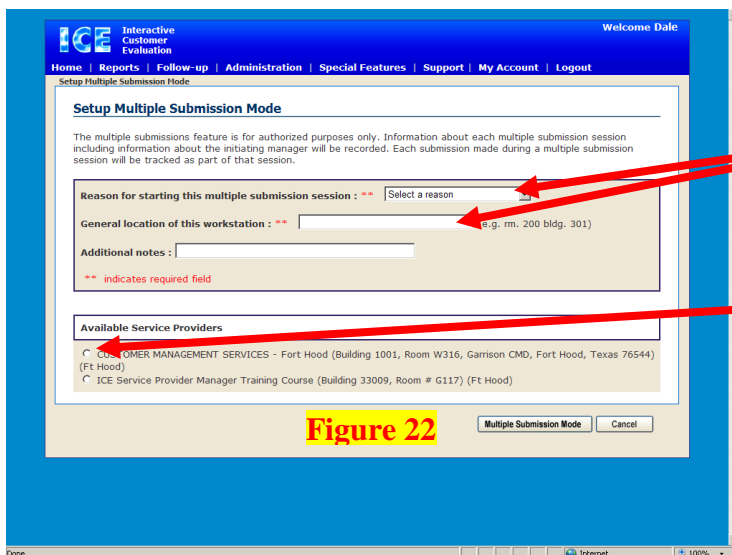 Welcome Dale
ICE Interactive
Customer
Evaluation
Home | Reports | Follow-up | Administration | Special Features | Support | My Account | Logout
Setup Multiple Submission Mode
Setup Multiple Submission Mode
The multiple submissions feature is for authorized purposes only. Information about each multiple submission session
including information about the initiating manager will be recorded. Each submission made during a multiple submission
session will be tracked as part of that session.
Reason for starting this multiple submission session : ** Select a reason
General location of this workstation : ** e.g. rm. 200 bldg. 301)
Additional notes :
** indicates required field
Available Service Providers
CUSTOMER MANAGEMENT SERVICES - Fort Hood (Building 1001, Room W316, Garrison CMD, Fort Hood, Texas 76544)
(Ft Hood)
ICE Service Provider Manager Training Course (Building 33009, Room # G117) (Ft Hood)
Figure 22
Multiple Submission Mode Cancel
Done Internet 100%